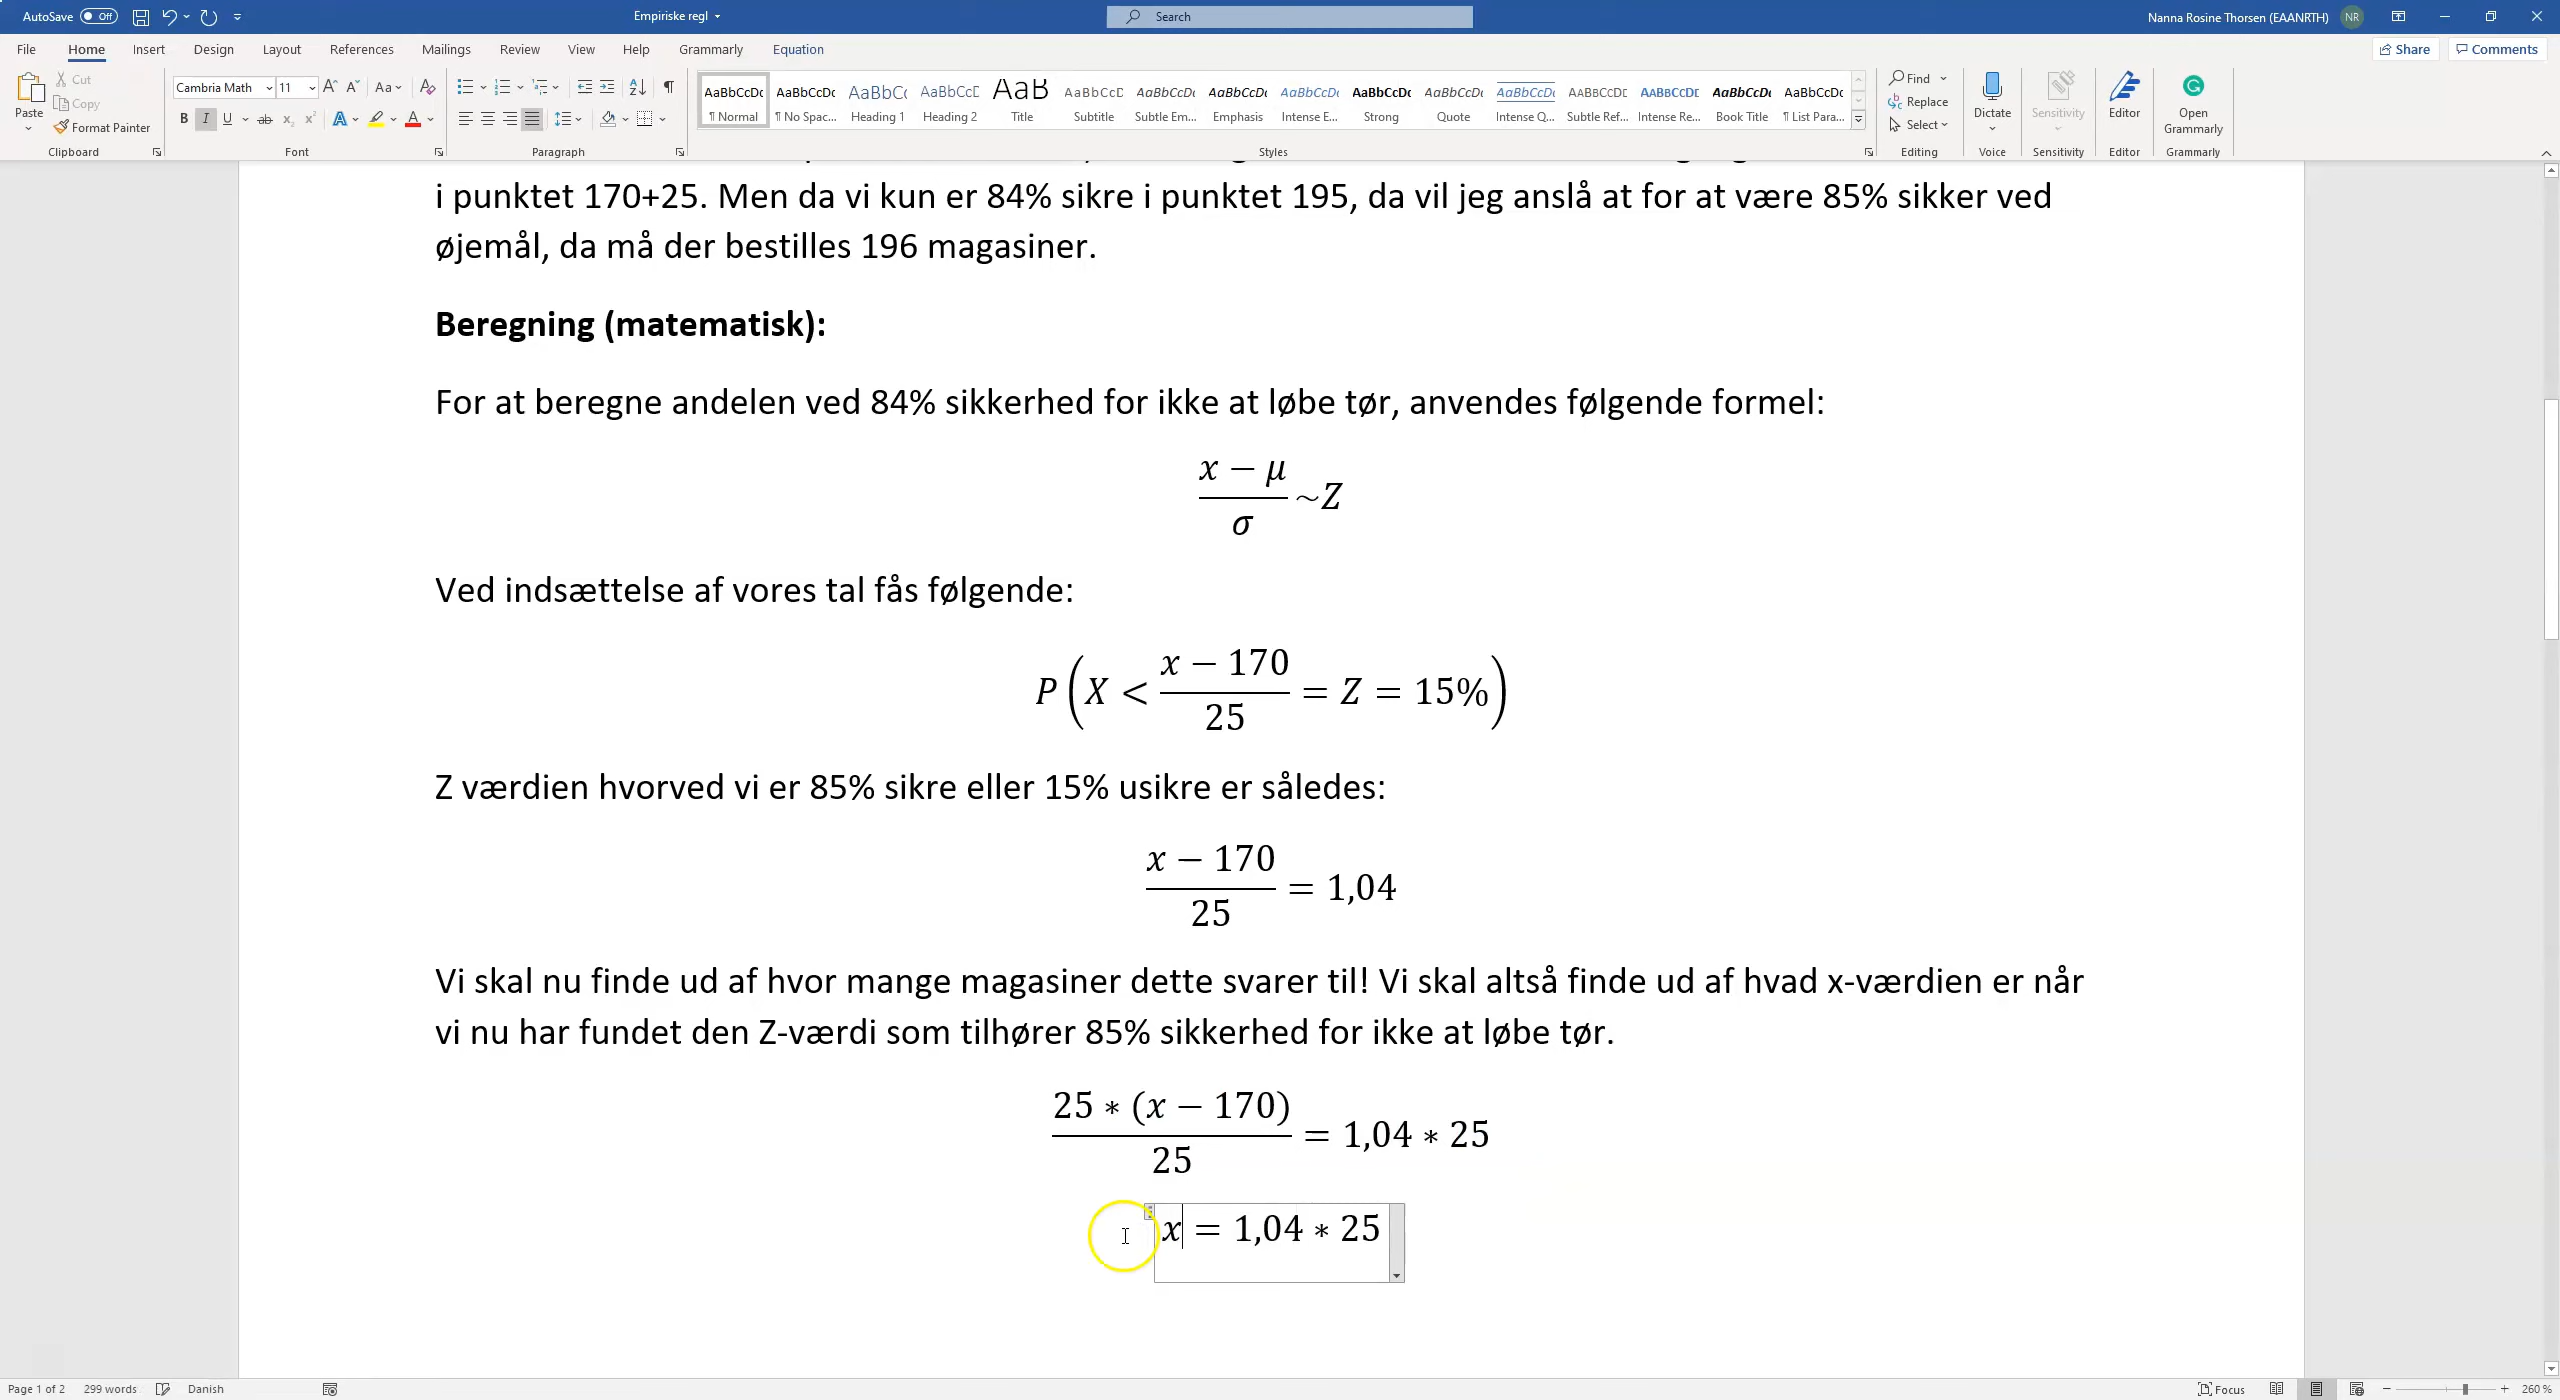 AutoSave Off
Empiriske regl
Search
Nanna Rosine Thorsen (EAANRTH) NR
File Home Insert Design Layout References Mailings Review View Help Grammarly Equation
Share Comments
Paste
Cut
Copy
Format Painter
Clipboard
Cambria Math 11
Font
Paragraph
AaBbCcDc ¶ Normal
AaBbCcDc ¶ No Spac...
AaBbCc Heading 1
AaBbCcD Heading 2
AaB Title
AaBbCcD Subtitle
AaBbCcDc Subtle Em...
AaBbCcDc Emphasis
AaBbCcDc Intense E...
AaBbCcDc Strong
AaBbCcDc Quote
AaBbCcDc Intense Q...
AABBCCDD Subtle Ref...
AABBCCDD Intense Re...
AaBbCcDc Book Title
AaBbCcDc ¶ List Para...
Styles
Find
Replace
Select
Editing
Dictate
Voice
Sensitivity
Sensitivity
Editor
Editor
Open Grammarly
Grammarly
i punktet 170+25. Men da vi kun er 84% sikre i punktet 195, da vil jeg anslå at for at være 85% sikker ved
øjemål, da må der bestilles 196 magasiner.
Beregning (matematisk):
For at beregne andelen ved 84% sikkerhed for ikke at løbe tør, anvendes følgende formel:
x − μ
σ
~Z
Ved indsættelse af vores tal fås følgende:
P(X < (x − 170)/25 = Z = 15%)
Z værdien hvorved vi er 85% sikre eller 15% usikre er således:
x − 170
25
= 1,04
Vi skal nu finde ud af hvor mange magasiner dette svarer til! Vi skal altså finde ud af hvad x-værdien er når
vi nu har fundet den Z-værdi som tilhører 85% sikkerhed for ikke at løbe tør.
25 ∗ (x − 170)
25
= 1,04 ∗ 25
x = 1,04 ∗ 25
Page 1 of 2 299 words Danish
Focus
260 %